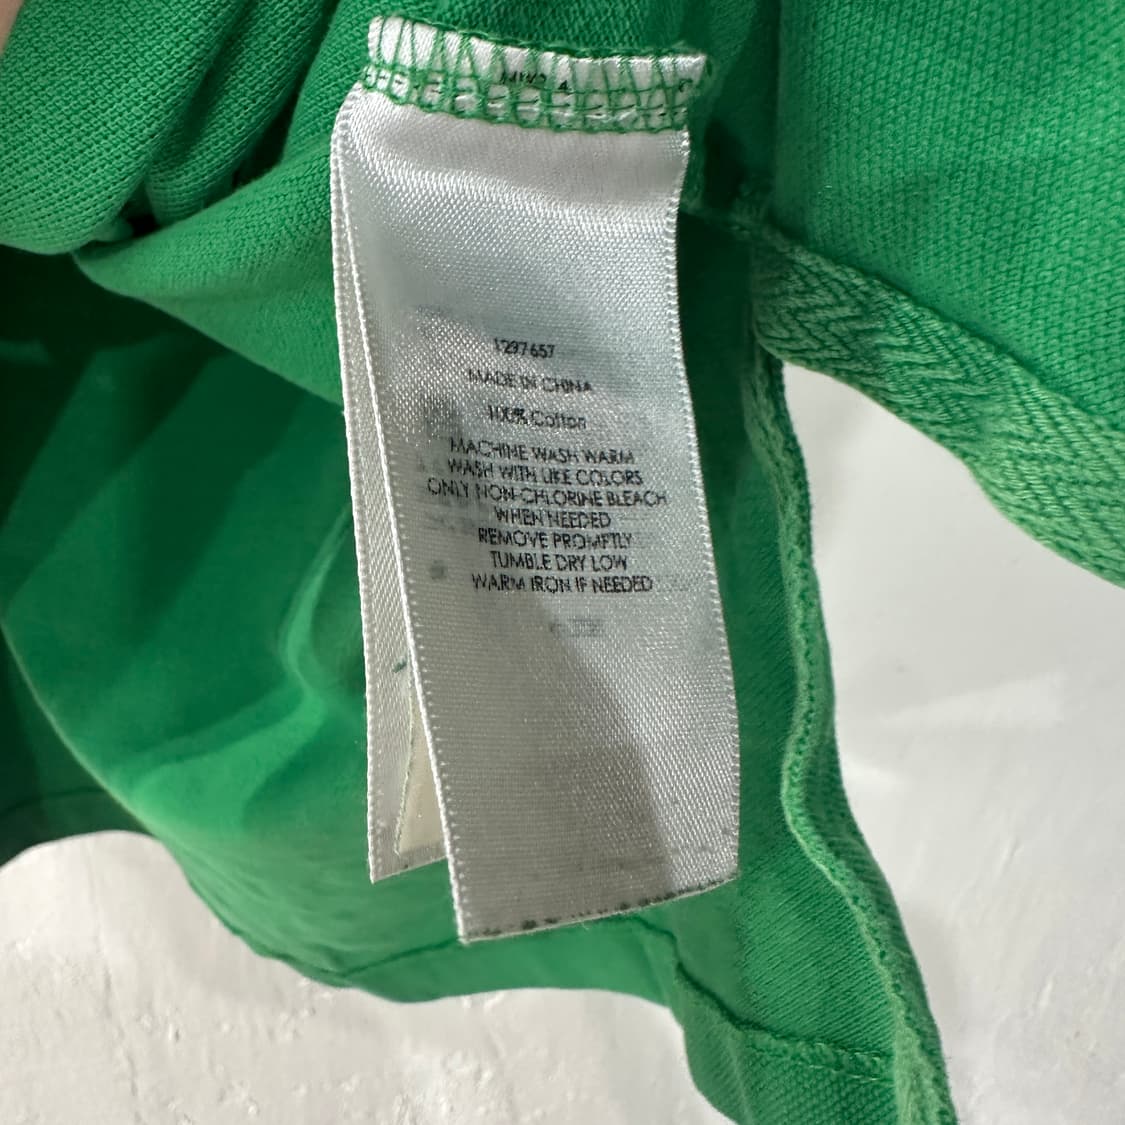 1297657
MADE IN CHINA
100% Cotton
MACHINE WASH WARM
WASH WITH LIKE COLORS
ONLY NON-CHLORINE BLEACH
WHEN NEEDED
REMOVE PROMPTLY
TUMBLE DRY LOW
WARM IRON IF NEEDED